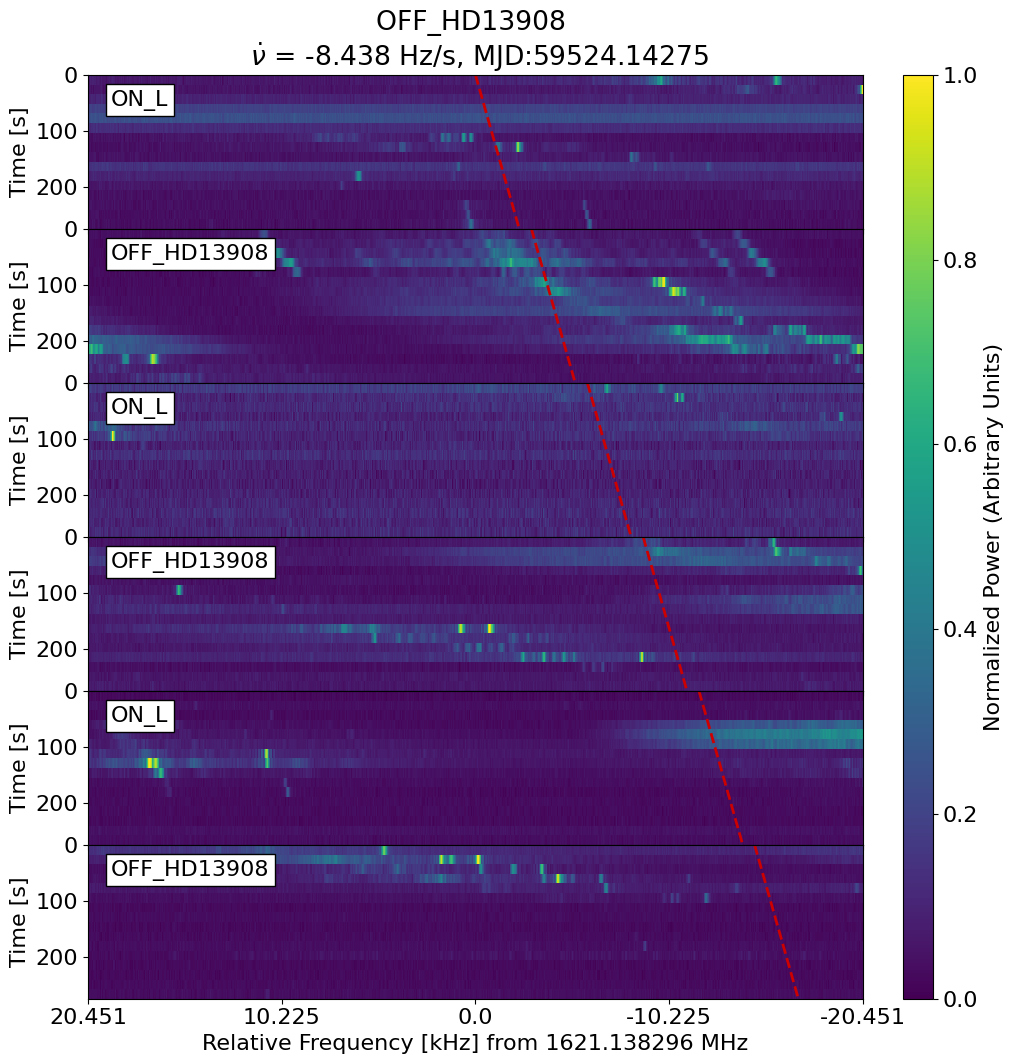 OFF_HD13908
ν̇ = -8.438 Hz/s, MJD:59524.14275
0
100
200
Time [s]
ON_L
0
100
200
Time [s]
OFF_HD13908
0
100
200
Time [s]
ON_L
0
100
200
Time [s]
OFF_HD13908
0
100
200
Time [s]
ON_L
0
100
200
Time [s]
OFF_HD13908
20.451 10.225 0.0 -10.225 -20.451
Relative Frequency [kHz] from 1621.138296 MHz
1.0
0.8
0.6
0.4
0.2
0.0
Normalized Power (Arbitrary Units)